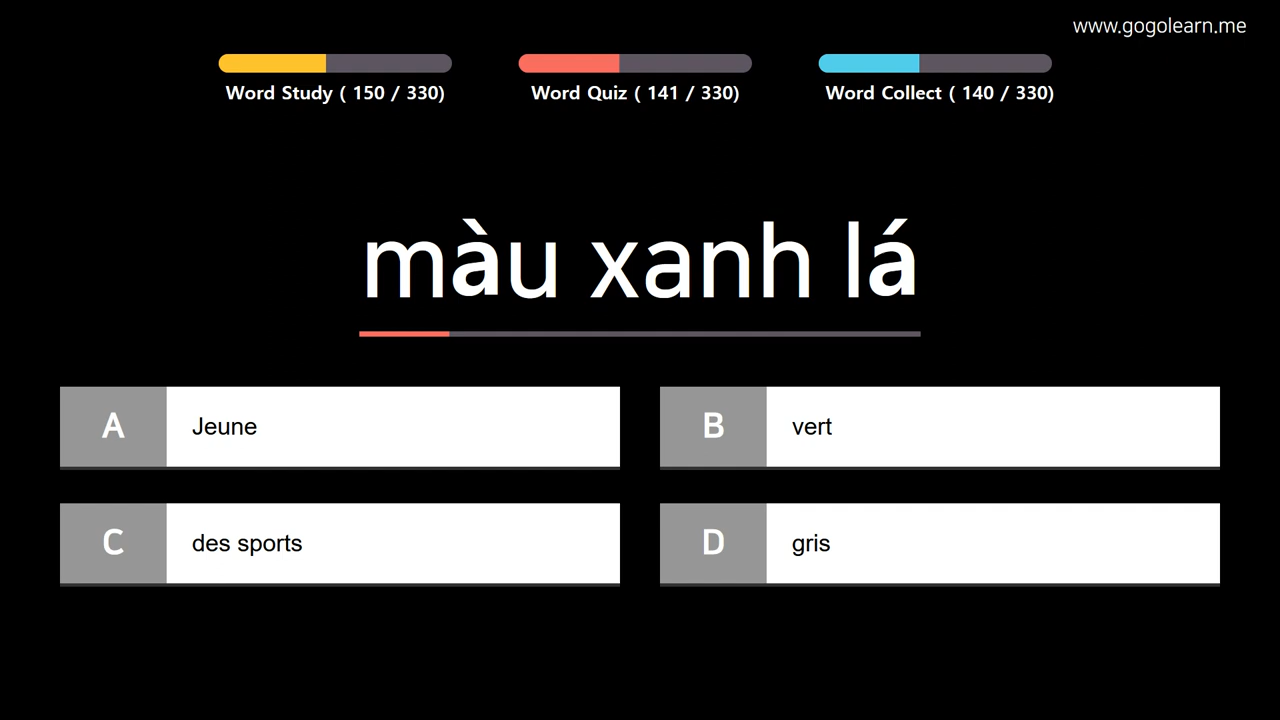 www.gogolearn.me
Word Study ( 150 / 330)
Word Quiz ( 141 / 330)
Word Collect ( 140 / 330)
màu xanh lá
A
Jeune
B
vert
C
des sports
D
gris